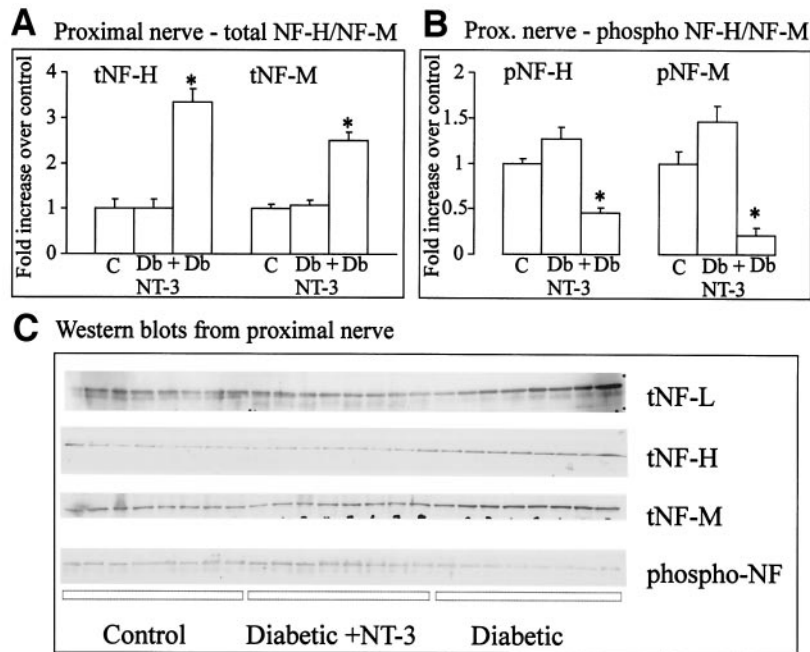 A Proximal nerve - total NF-H/NF-M
Fold increase over control
4
3
2
1
0
tNF-H
tNF-M
*
*
C Db + Db C Db + Db
NT-3 NT-3
B Prox. nerve - phospho NF-H/NF-M
Fold increase over control
2
1.5
1
0.5
0
pNF-H
pNF-M
*
*
C Db + Db C Db + Db
NT-3 NT-3
C Western blots from proximal nerve
tNF-L
tNF-H
tNF-M
phospho-NF
Control Diabetic +NT-3 Diabetic